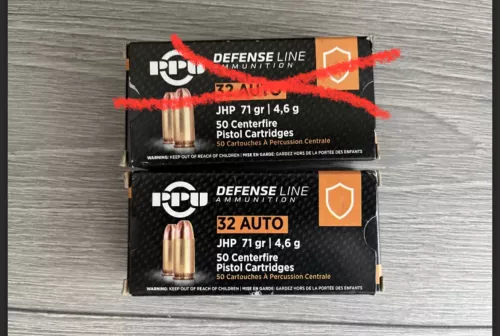 PPU
DEFENSE LINE
AMMUNITION
32 AUTO
JHP 71 gr | 4,6 g
50 Centerfire
Pistol Cartridges
50 Cartouches À Percussion Centrale
WARNING: KEEP OUT OF REACH OF CHILDREN | MISE EN GARDE: GARDEZ HORS DE LA PORTÉE DES ENFANTS
PPU
DEFENSE LINE
AMMUNITION
32 AUTO
JHP 71 gr | 4,6 g
50 Centerfire
Pistol Cartridges
50 Cartouches À Percussion Centrale
WARNING: KEEP OUT OF REACH OF CHILDREN | MISE EN GARDE: GARDEZ HORS DE LA PORTÉE DES ENFANTS